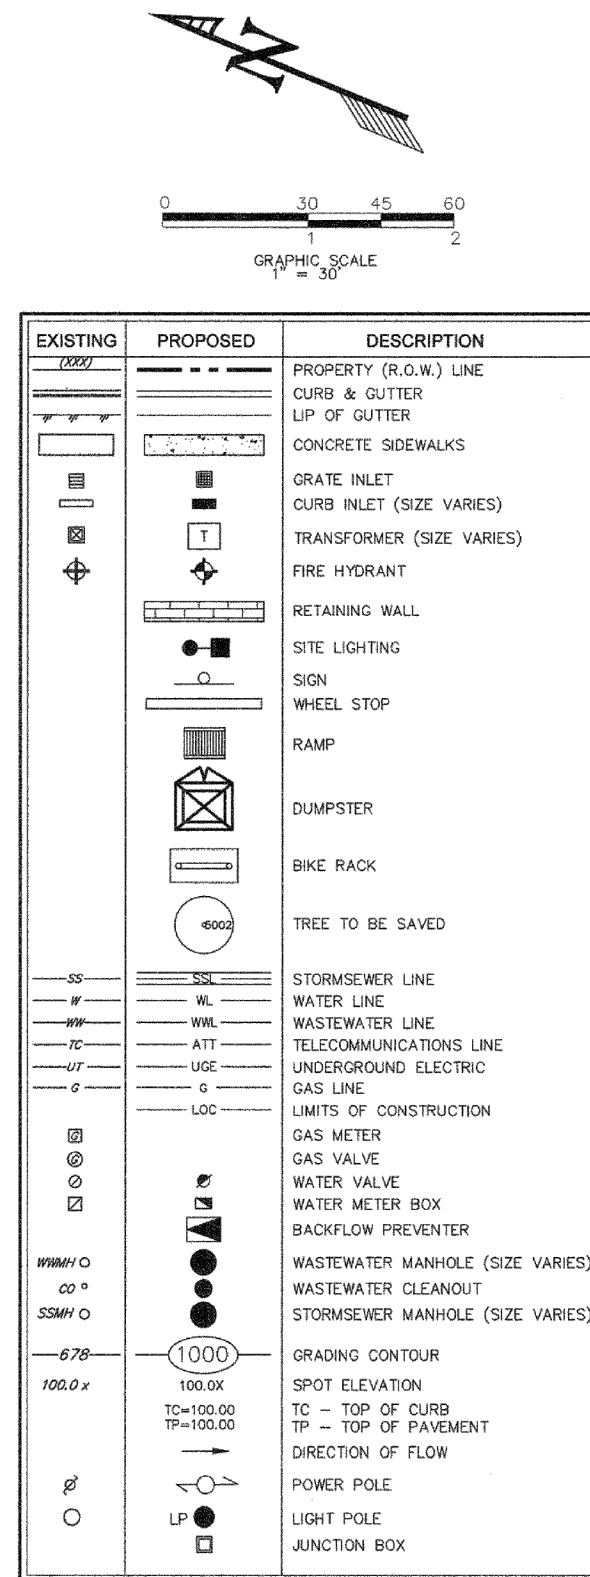 N
0 30 45 60
1 2
GRAPHIC SCALE
1" = 30'
EXISTING PROPOSED DESCRIPTION
(XXX) PROPERTY (R.O.W.) LINE
CURB & GUTTER
LIP OF GUTTER
CONCRETE SIDEWALKS
GRATE INLET
CURB INLET (SIZE VARIES)
T TRANSFORMER (SIZE VARIES)
FIRE HYDRANT
RETAINING WALL
SITE LIGHTING
SIGN
WHEEL STOP
RAMP
DUMPSTER
BIKE RACK
5002 TREE TO BE SAVED
SS SSL STORMSEWER LINE
W WL WATER LINE
WW WWL WASTEWATER LINE
TC ATT TELECOMMUNICATIONS LINE
UT UGE UNDERGROUND ELECTRIC
G G GAS LINE
LOC LIMITS OF CONSTRUCTION
G GAS METER
G GAS VALVE
WATER VALVE
WATER METER BOX
BACKFLOW PREVENTER
WWMH WASTEWATER MANHOLE (SIZE VARIES)
CO WASTEWATER CLEANOUT
SSMH STORMSEWER MANHOLE (SIZE VARIES)
678 1000 GRADING CONTOUR
100.0 x 100.0X SPOT ELEVATION
TC=100.00 TC - TOP OF CURB
TP=100.00 TP - TOP OF PAVEMENT
DIRECTION OF FLOW
POWER POLE
LP LIGHT POLE
JUNCTION BOX